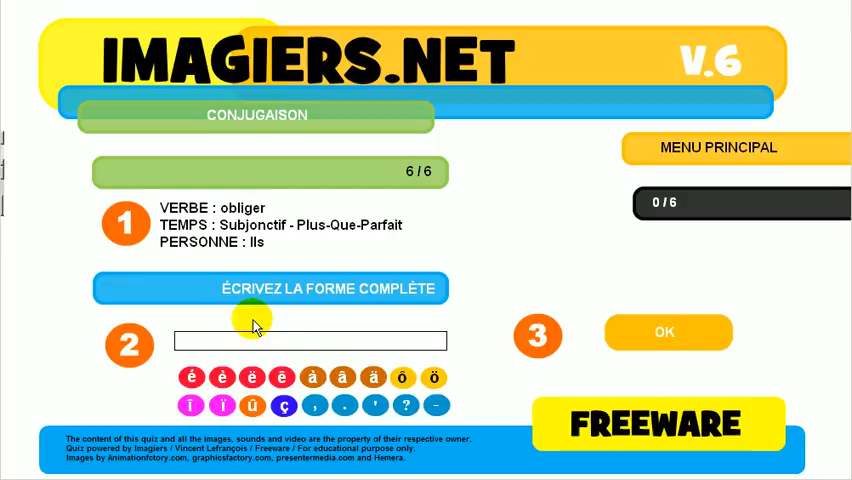 IMAGIERS.NET
V.6
CONJUGAISON
MENU PRINCIPAL
6 / 6
0 / 6
1
VERBE : obliger
TEMPS : Subjonctif - Plus-Que-Parfait
PERSONNE : Ils
ÉCRIVEZ LA FORME COMPLÈTE
2
3
OK
é è ë ê à â ä ô ö
î ï û ç , . ' ? -
FREEWARE
The content of this quiz and all the images, sounds and video are the property of their respective owner.
Quiz powered by Imagiers / Vincent Lefrançois / Freeware / For educational purpose only.
Images by Animationfctory.com, graphicsfactory.com, presentermedia.com and Hemera.